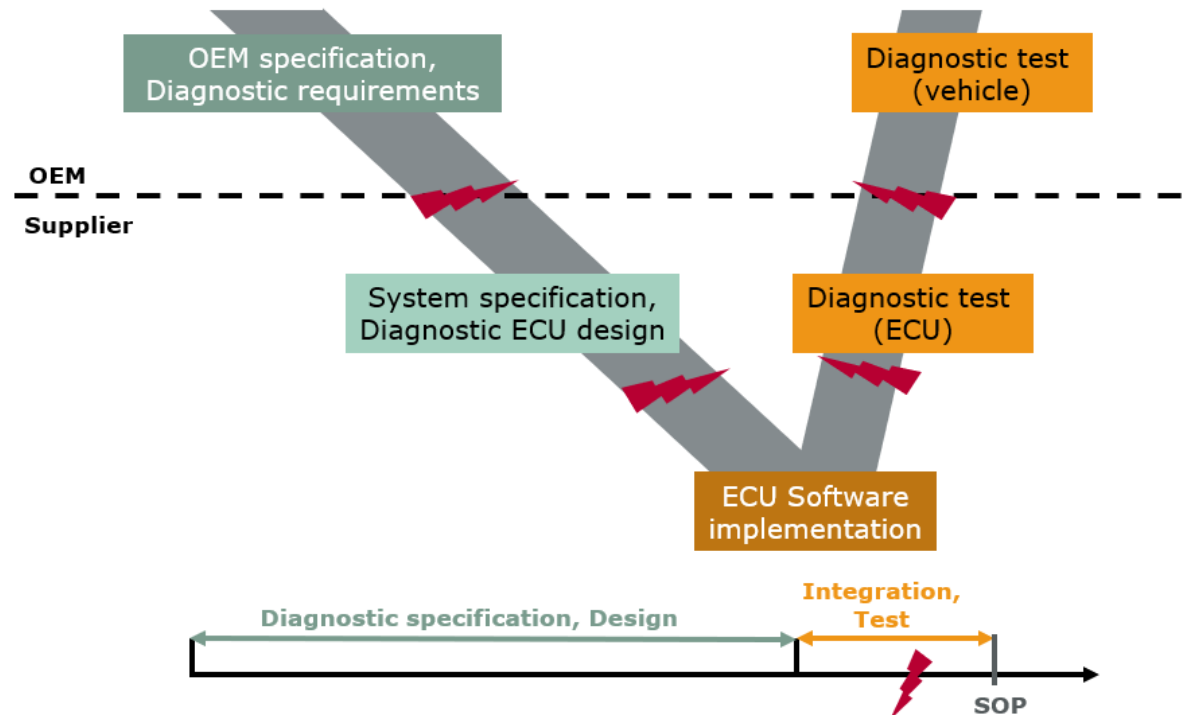 OEM specification,
Diagnostic requirements
Diagnostic test
(vehicle)
OEM
Supplier
System specification,
Diagnostic ECU design
Diagnostic test
(ECU)
ECU Software
implementation
Diagnostic specification, Design
Integration,
Test
SOP